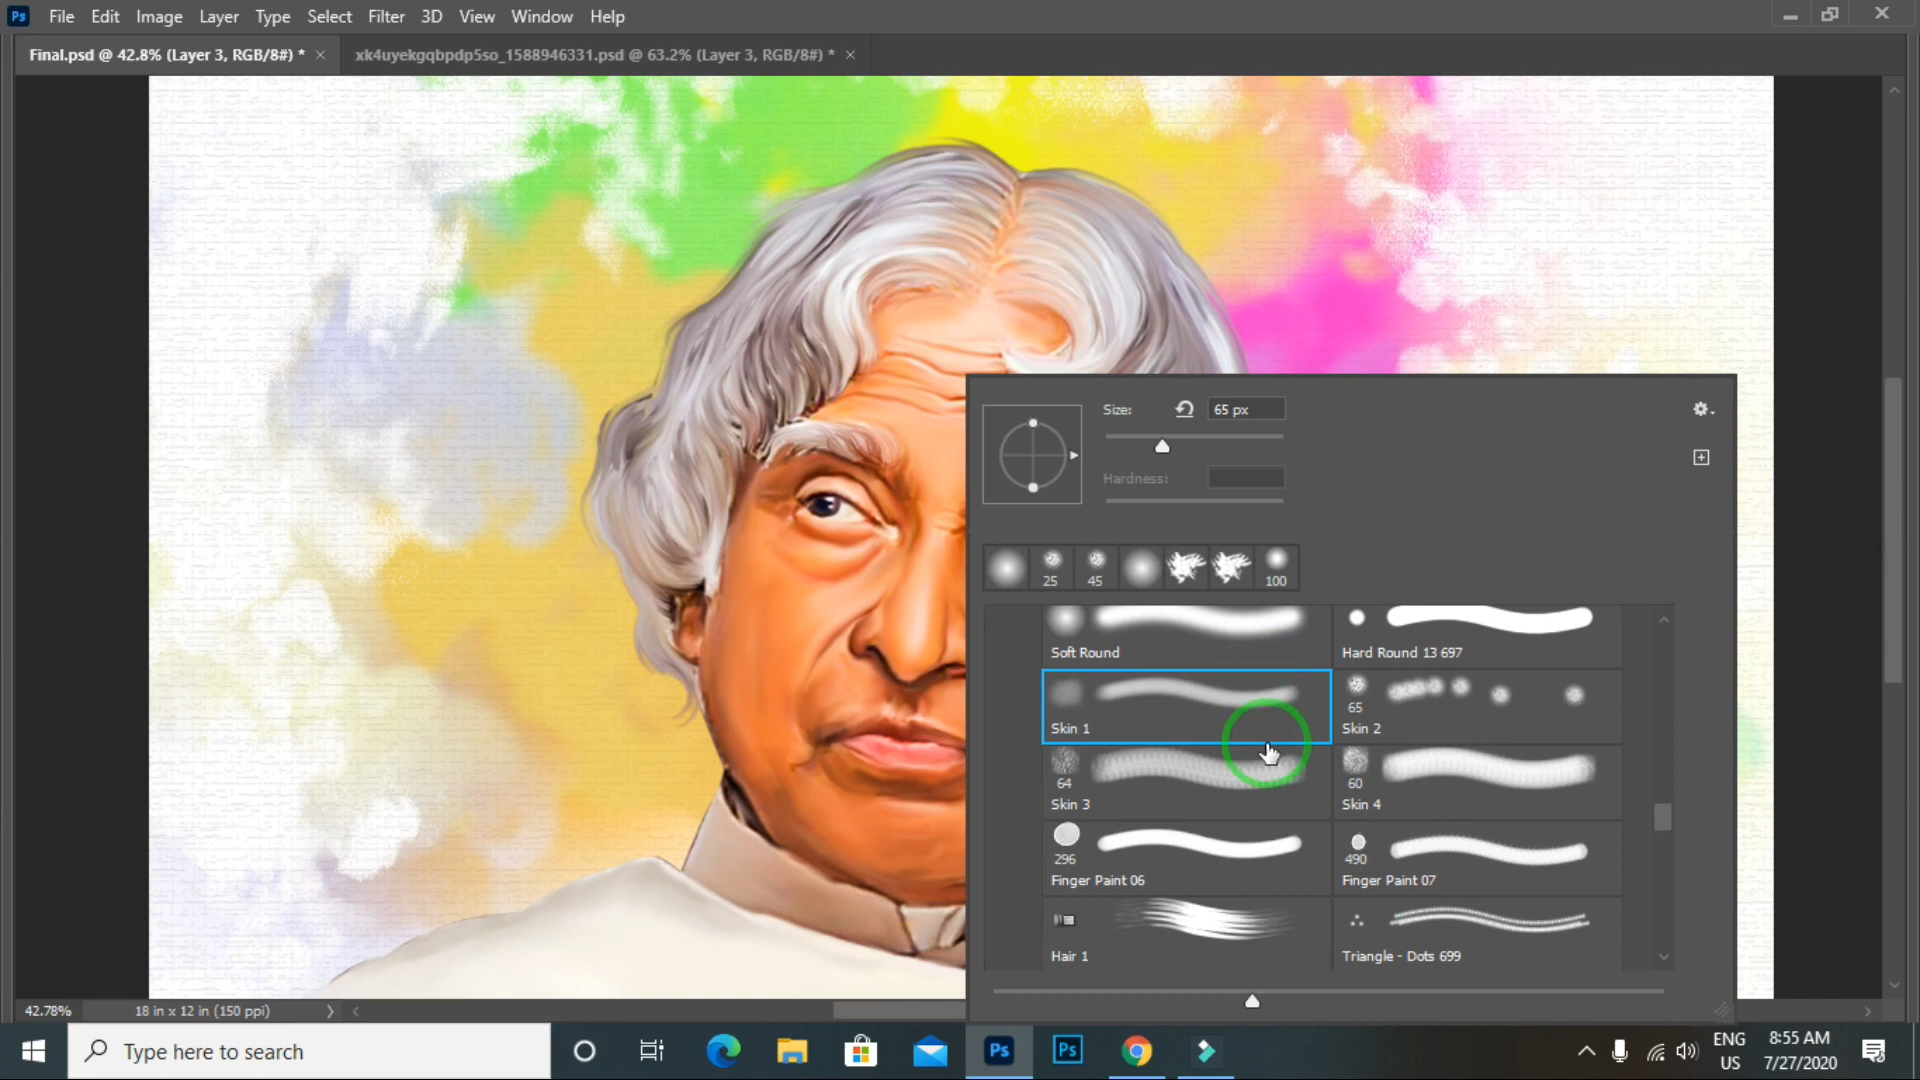 Ps File Edit Image Layer Type Select Filter 3D View Window Help
Final.psd @ 42.8% (Layer 3, RGB/8#) * ×
xk4uyekgqbpdp5so_1588946331.psd @ 63.2% (Layer 3, RGB/8#) * ×
Size: 65 px
Hardness:
25 45 100
Soft Round
Hard Round 13 697
Skin 1
65
Skin 2
64
Skin 3
60
Skin 4
296
Finger Paint 06
490
Finger Paint 07
Hair 1
Triangle - Dots 699
42.78% 18 in x 12 in (150 ppi)
Type here to search
Ps
Ps
ENG
US
8:55 AM
7/27/2020